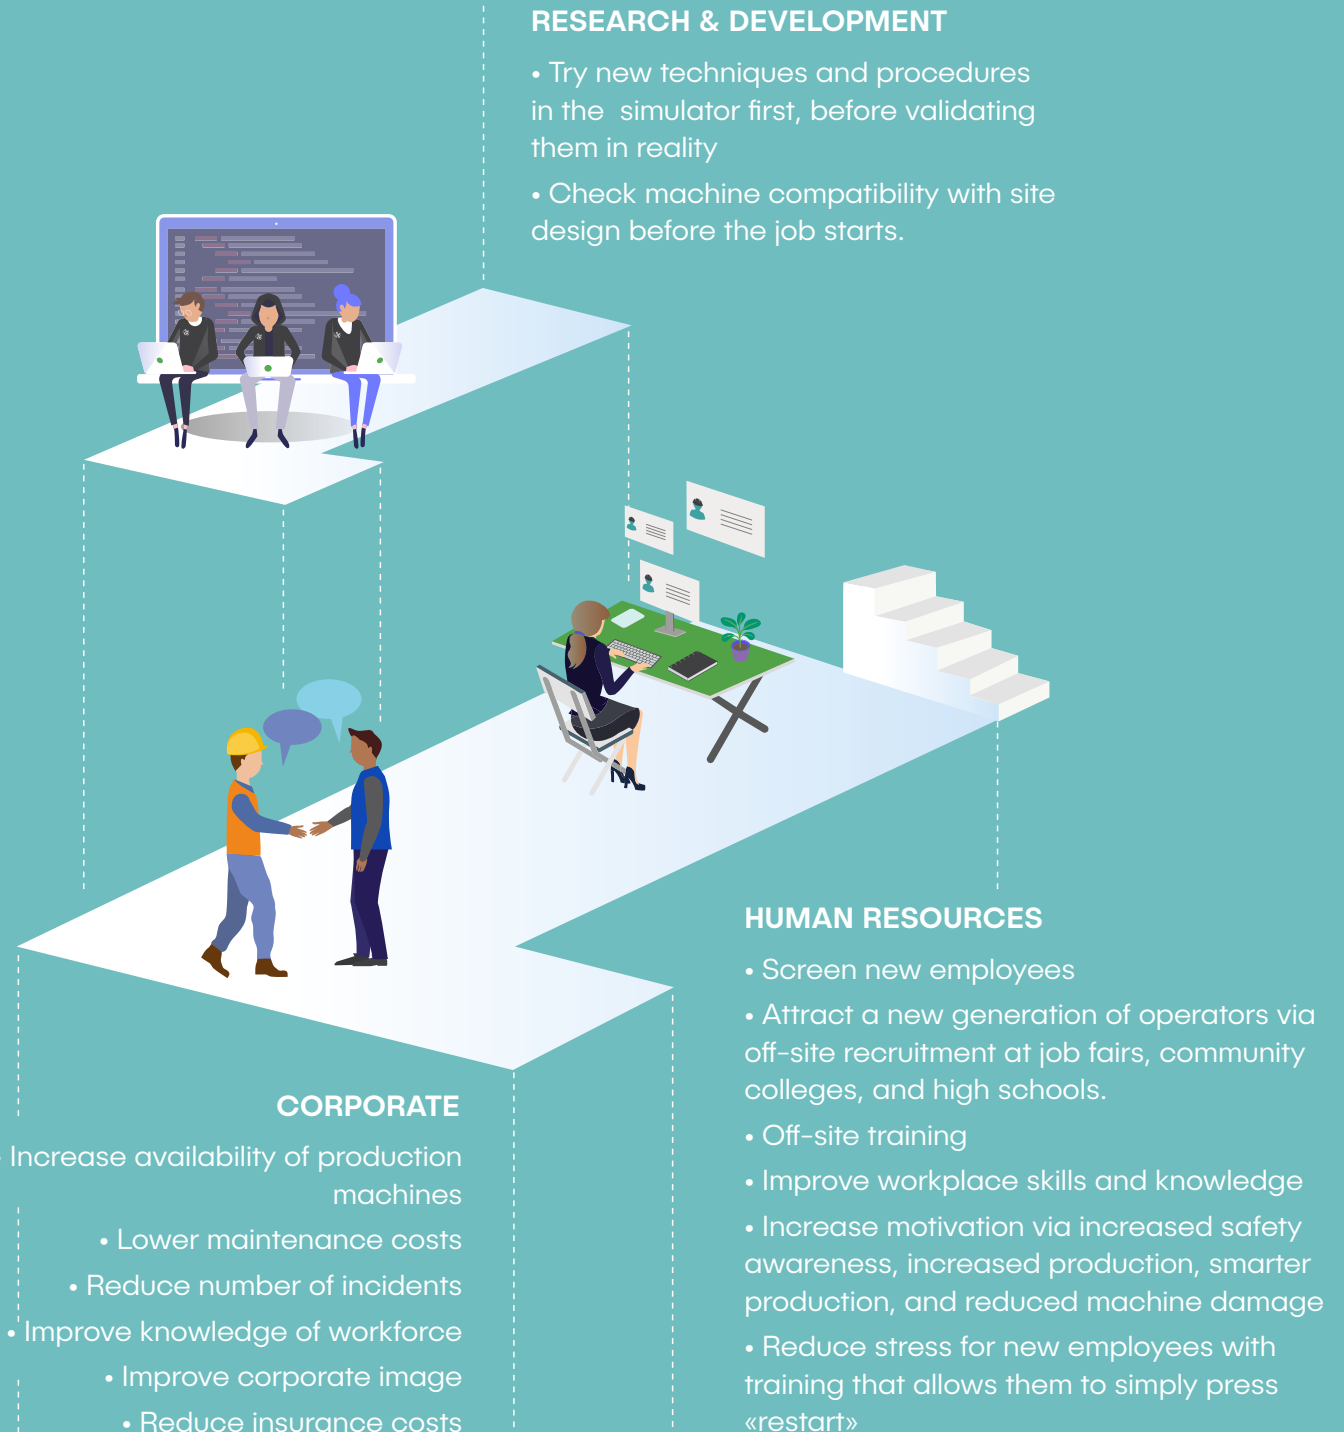 RESEARCH & DEVELOPMENT
• Try new techniques and procedures
in the simulator first, before validating
them in reality
• Check machine compatibility with site
design before the job starts.
HUMAN RESOURCES
• Screen new employees
• Attract a new generation of operators via
off-site recruitment at job fairs, community
colleges, and high schools.
• Off-site training
• Improve workplace skills and knowledge
• Increase motivation via increased safety
awareness, increased production, smarter
production, and reduced machine damage
• Reduce stress for new employees with
training that allows them to simply press
«restart»
CORPORATE
• Increase availability of production
machines
• Lower maintenance costs
• Reduce number of incidents
• Improve knowledge of workforce
• Improve corporate image
• Reduce insurance costs